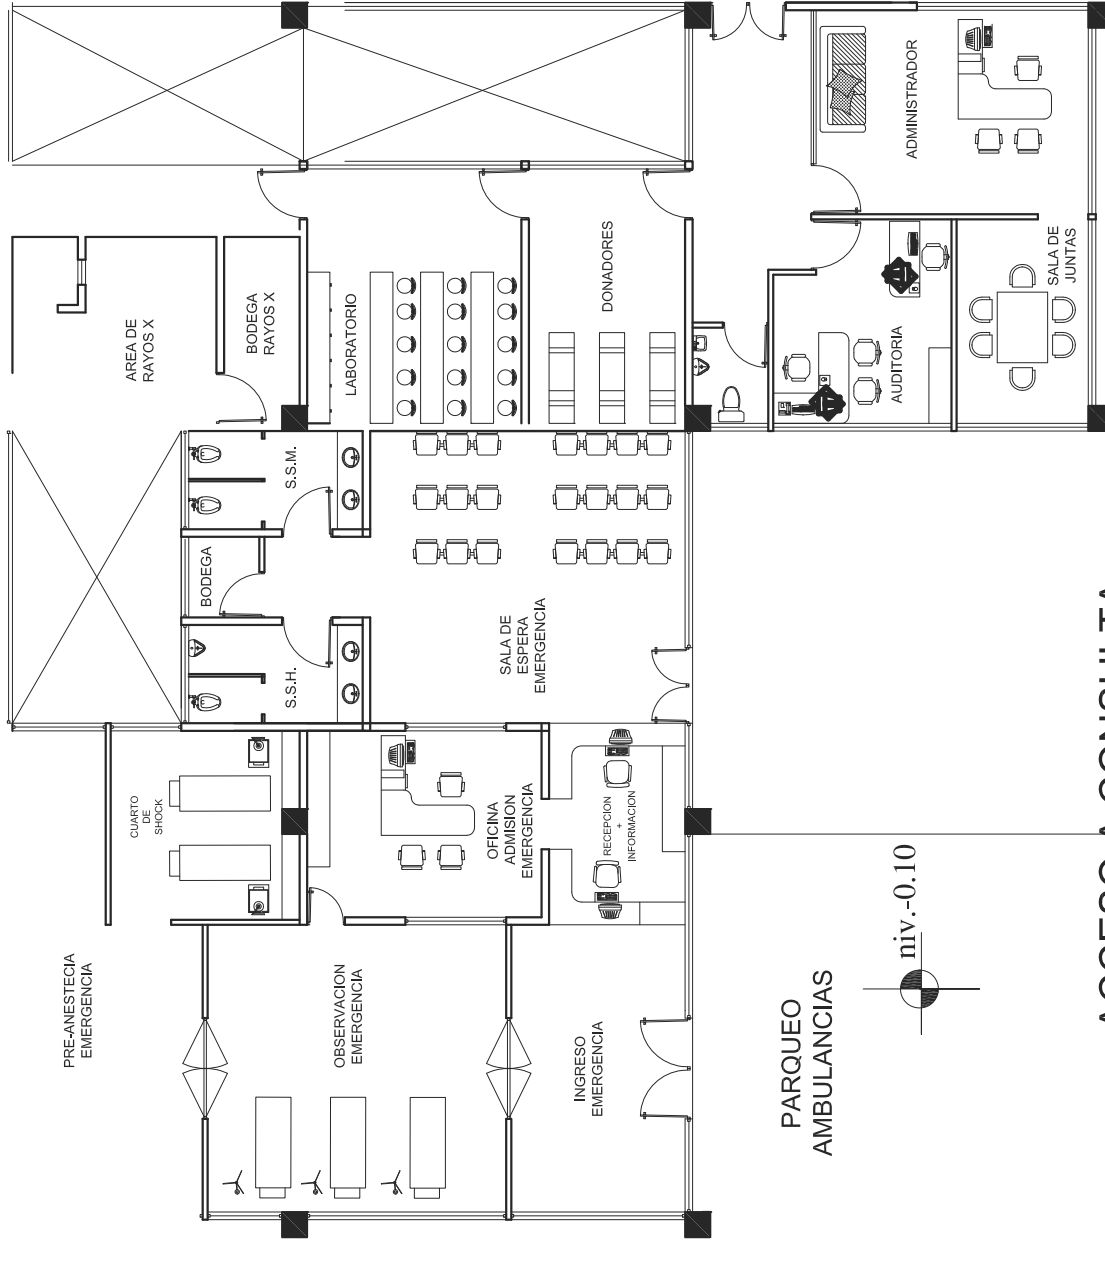 ADMINISTRADOR
SALA DE
JUNTAS
AUDITORIA
DONADORES
LABORATORIO
BODEGA
RAYOS X
AREA DE
RAYOS X
S.S.M.
BODEGA
S.S.H.
SALA DE
ESPERA
EMERGENCIA
CUARTO
DE
SHOCK
OFICINA
ADMISION
EMERGENCIA
RECEPCION
+
INFORMACION
PRE-ANESTECIA
EMERGENCIA
OBSERVACION
EMERGENCIA
INGRESO
EMERGENCIA
PARQUEO
AMBULANCIAS
niv.-0.10